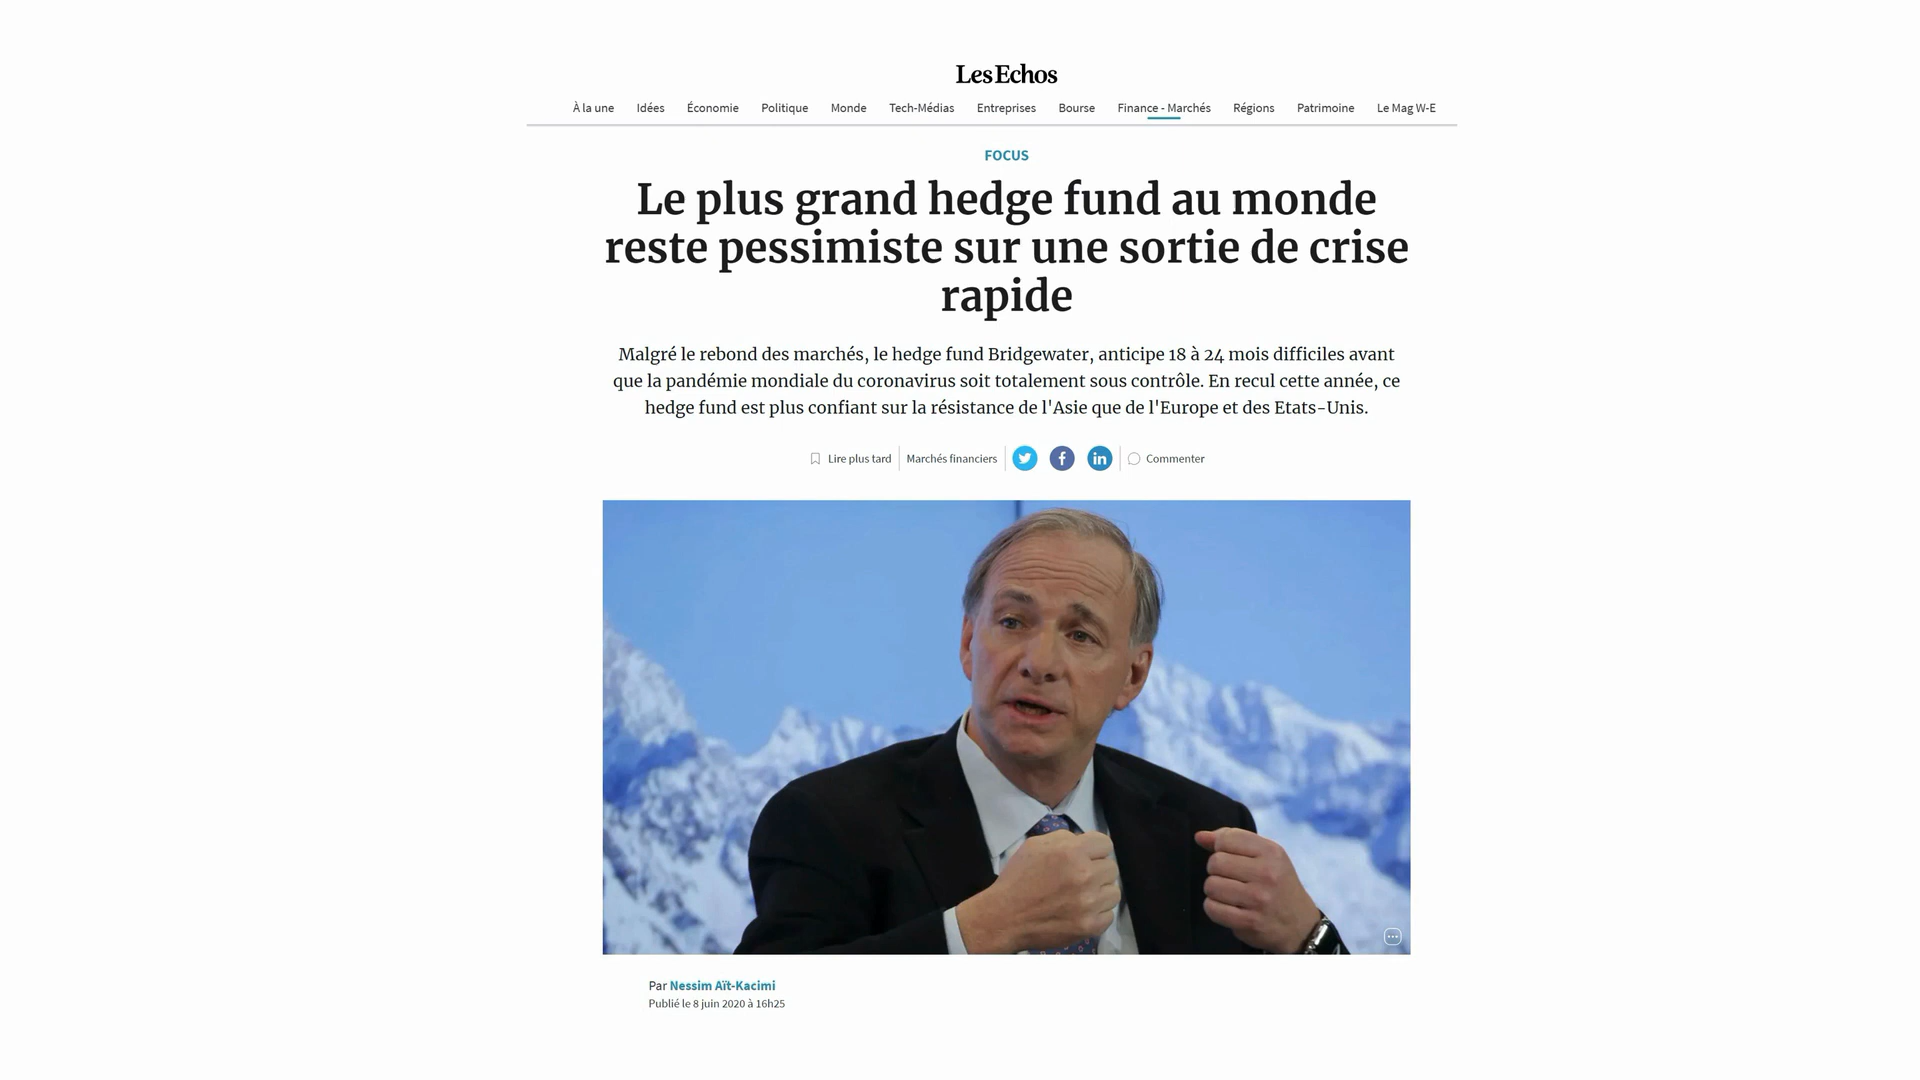 Les Echos
À la une Idées Économie Politique Monde Tech-Médias Entreprises Bourse Finance - Marchés Régions Patrimoine Le Mag W-E
FOCUS
Le plus grand hedge fund au monde
reste pessimiste sur une sortie de crise
rapide
Malgré le rebond des marchés, le hedge fund Bridgewater, anticipe 18 à 24 mois difficiles avant
que la pandémie mondiale du coronavirus soit totalement sous contrôle. En recul cette année, ce
hedge fund est plus confiant sur la résistance de l'Asie que de l'Europe et des Etats-Unis.
Lire plus tard Marchés financiers f in Commenter
Par Nessim Aït-Kacimi
Publié le 8 juin 2020 à 16h25